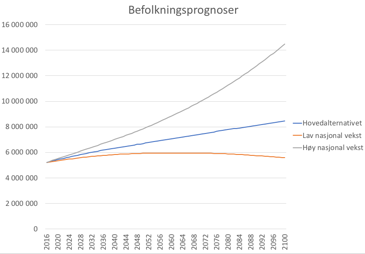 Befolkningsprognoser
16 000 000
14 000 000
12 000 000
10 000 000
8 000 000
6 000 000
4 000 000
2 000 000
0
Hovedalternativet
Lav nasjonal vekst
Høy nasjonal vekst
2016 2020 2024 2028 2032 2036 2040 2044 2048 2052 2056 2060 2064 2068 2072 2076 2080 2084 2088 2092 2096 2100